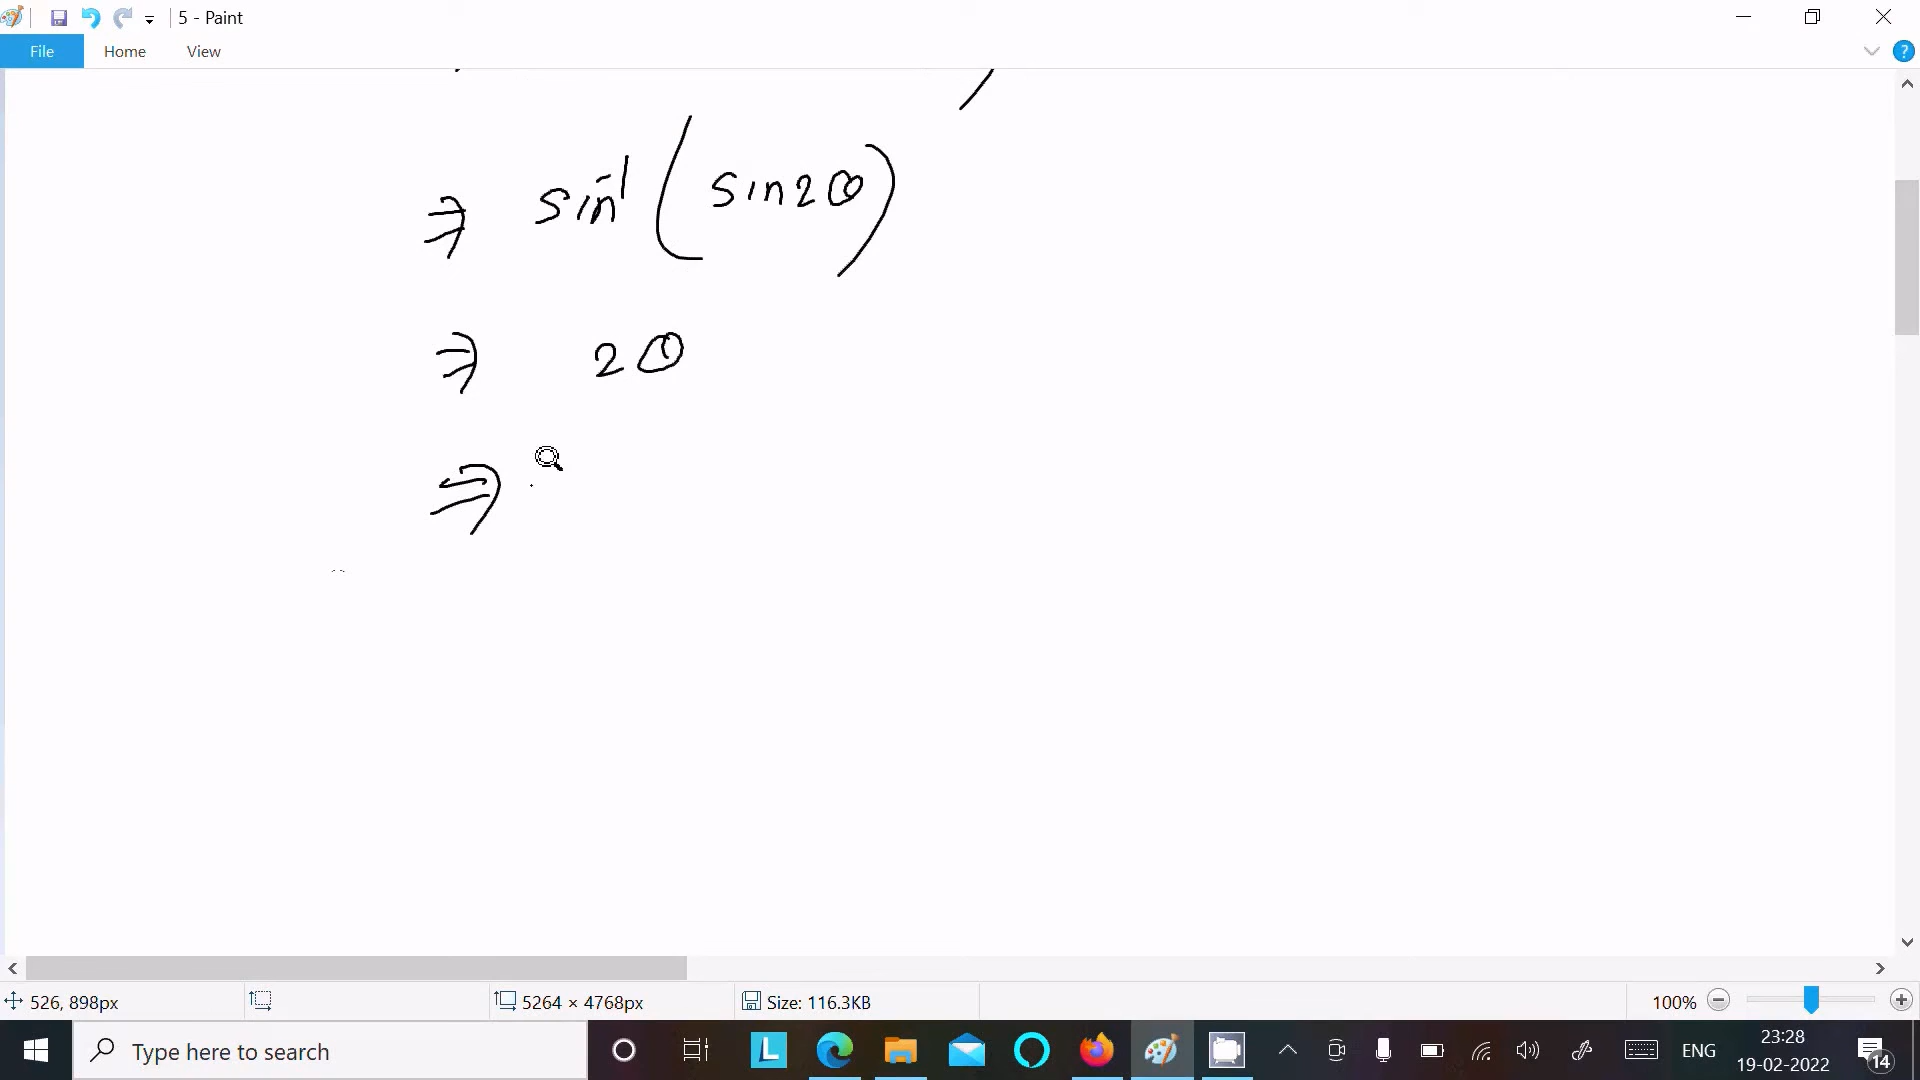 5 - Paint
File Home View
⇒ sin⁻¹ ( sin2θ )
⇒ 2θ
⇒
526, 898px 5264 × 4768px Size: 116.3KB 100%
Type here to search L ENG 23:28
19-02-2022 14